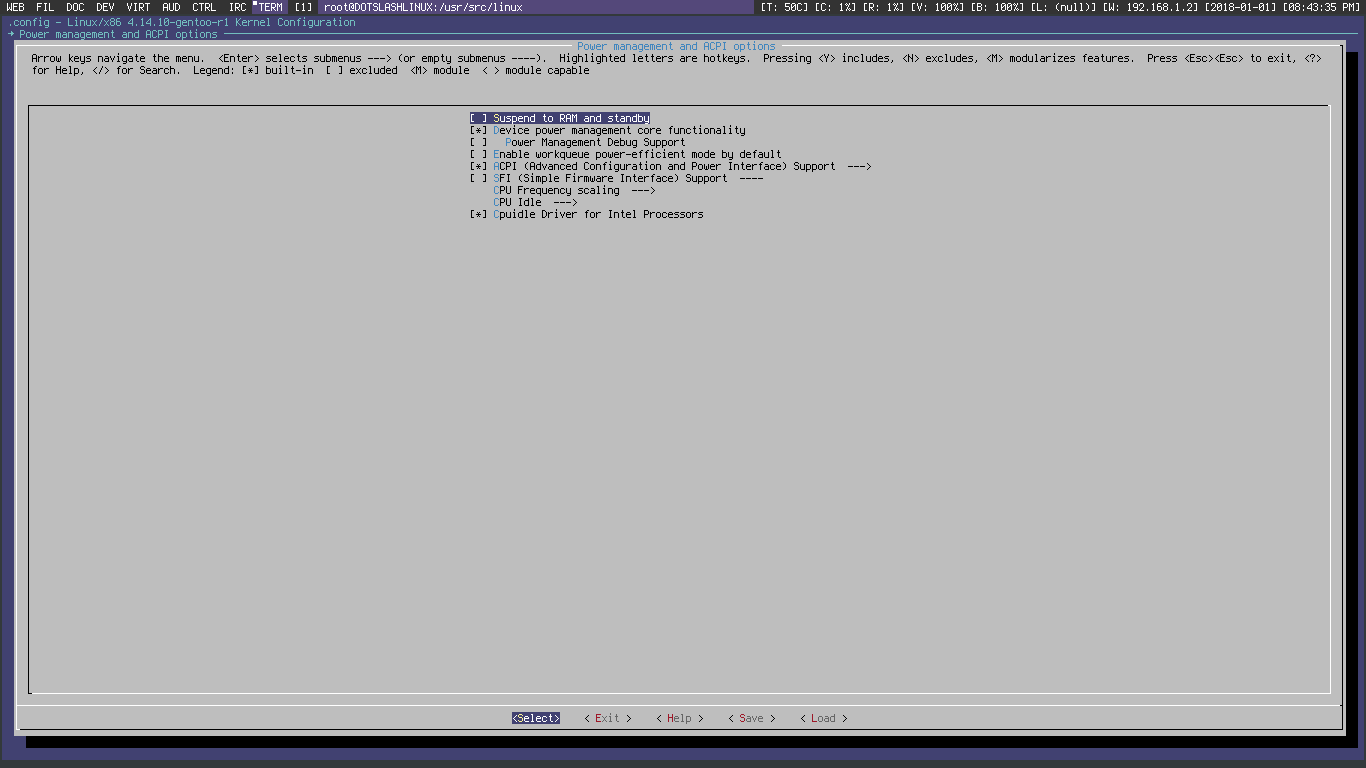 WEB FIL DOC DEV VIRT AUD CTRL IRC TERM [1] root@DOTSLASHLINUX:/usr/src/linux [T: 50C] [C: 1%] [R: 1%] [V: 100%] [B: 100%] [L: (null)] [W: 192.168.1.2] [2018-01-01] [08:43:35 PM]
.config - Linux/x86 4.14.10-gentoo-r1 Kernel Configuration
→ Power management and ACPI options
Power management and ACPI options
Arrow keys navigate the menu.  <Enter> selects submenus ---> (or empty submenus ----).  Highlighted letters are hotkeys.  Pressing <Y> includes, <N> excludes, <M> modularizes features.  Press <Esc><Esc> to exit, <?>
for Help, </> for Search.  Legend: [*] built-in  [ ] excluded  <M> module  < > module capable
[ ] Suspend to RAM and standby
[*] Device power management core functionality
[ ]   Power Management Debug Support
[ ] Enable workqueue power-efficient mode by default
[*] ACPI (Advanced Configuration and Power Interface) Support  --->
[ ] SFI (Simple Firmware Interface) Support  ----
CPU Frequency scaling  --->
CPU Idle  --->
[*] Cpuidle Driver for Intel Processors
<Select>    < Exit >    < Help >    < Save >    < Load >